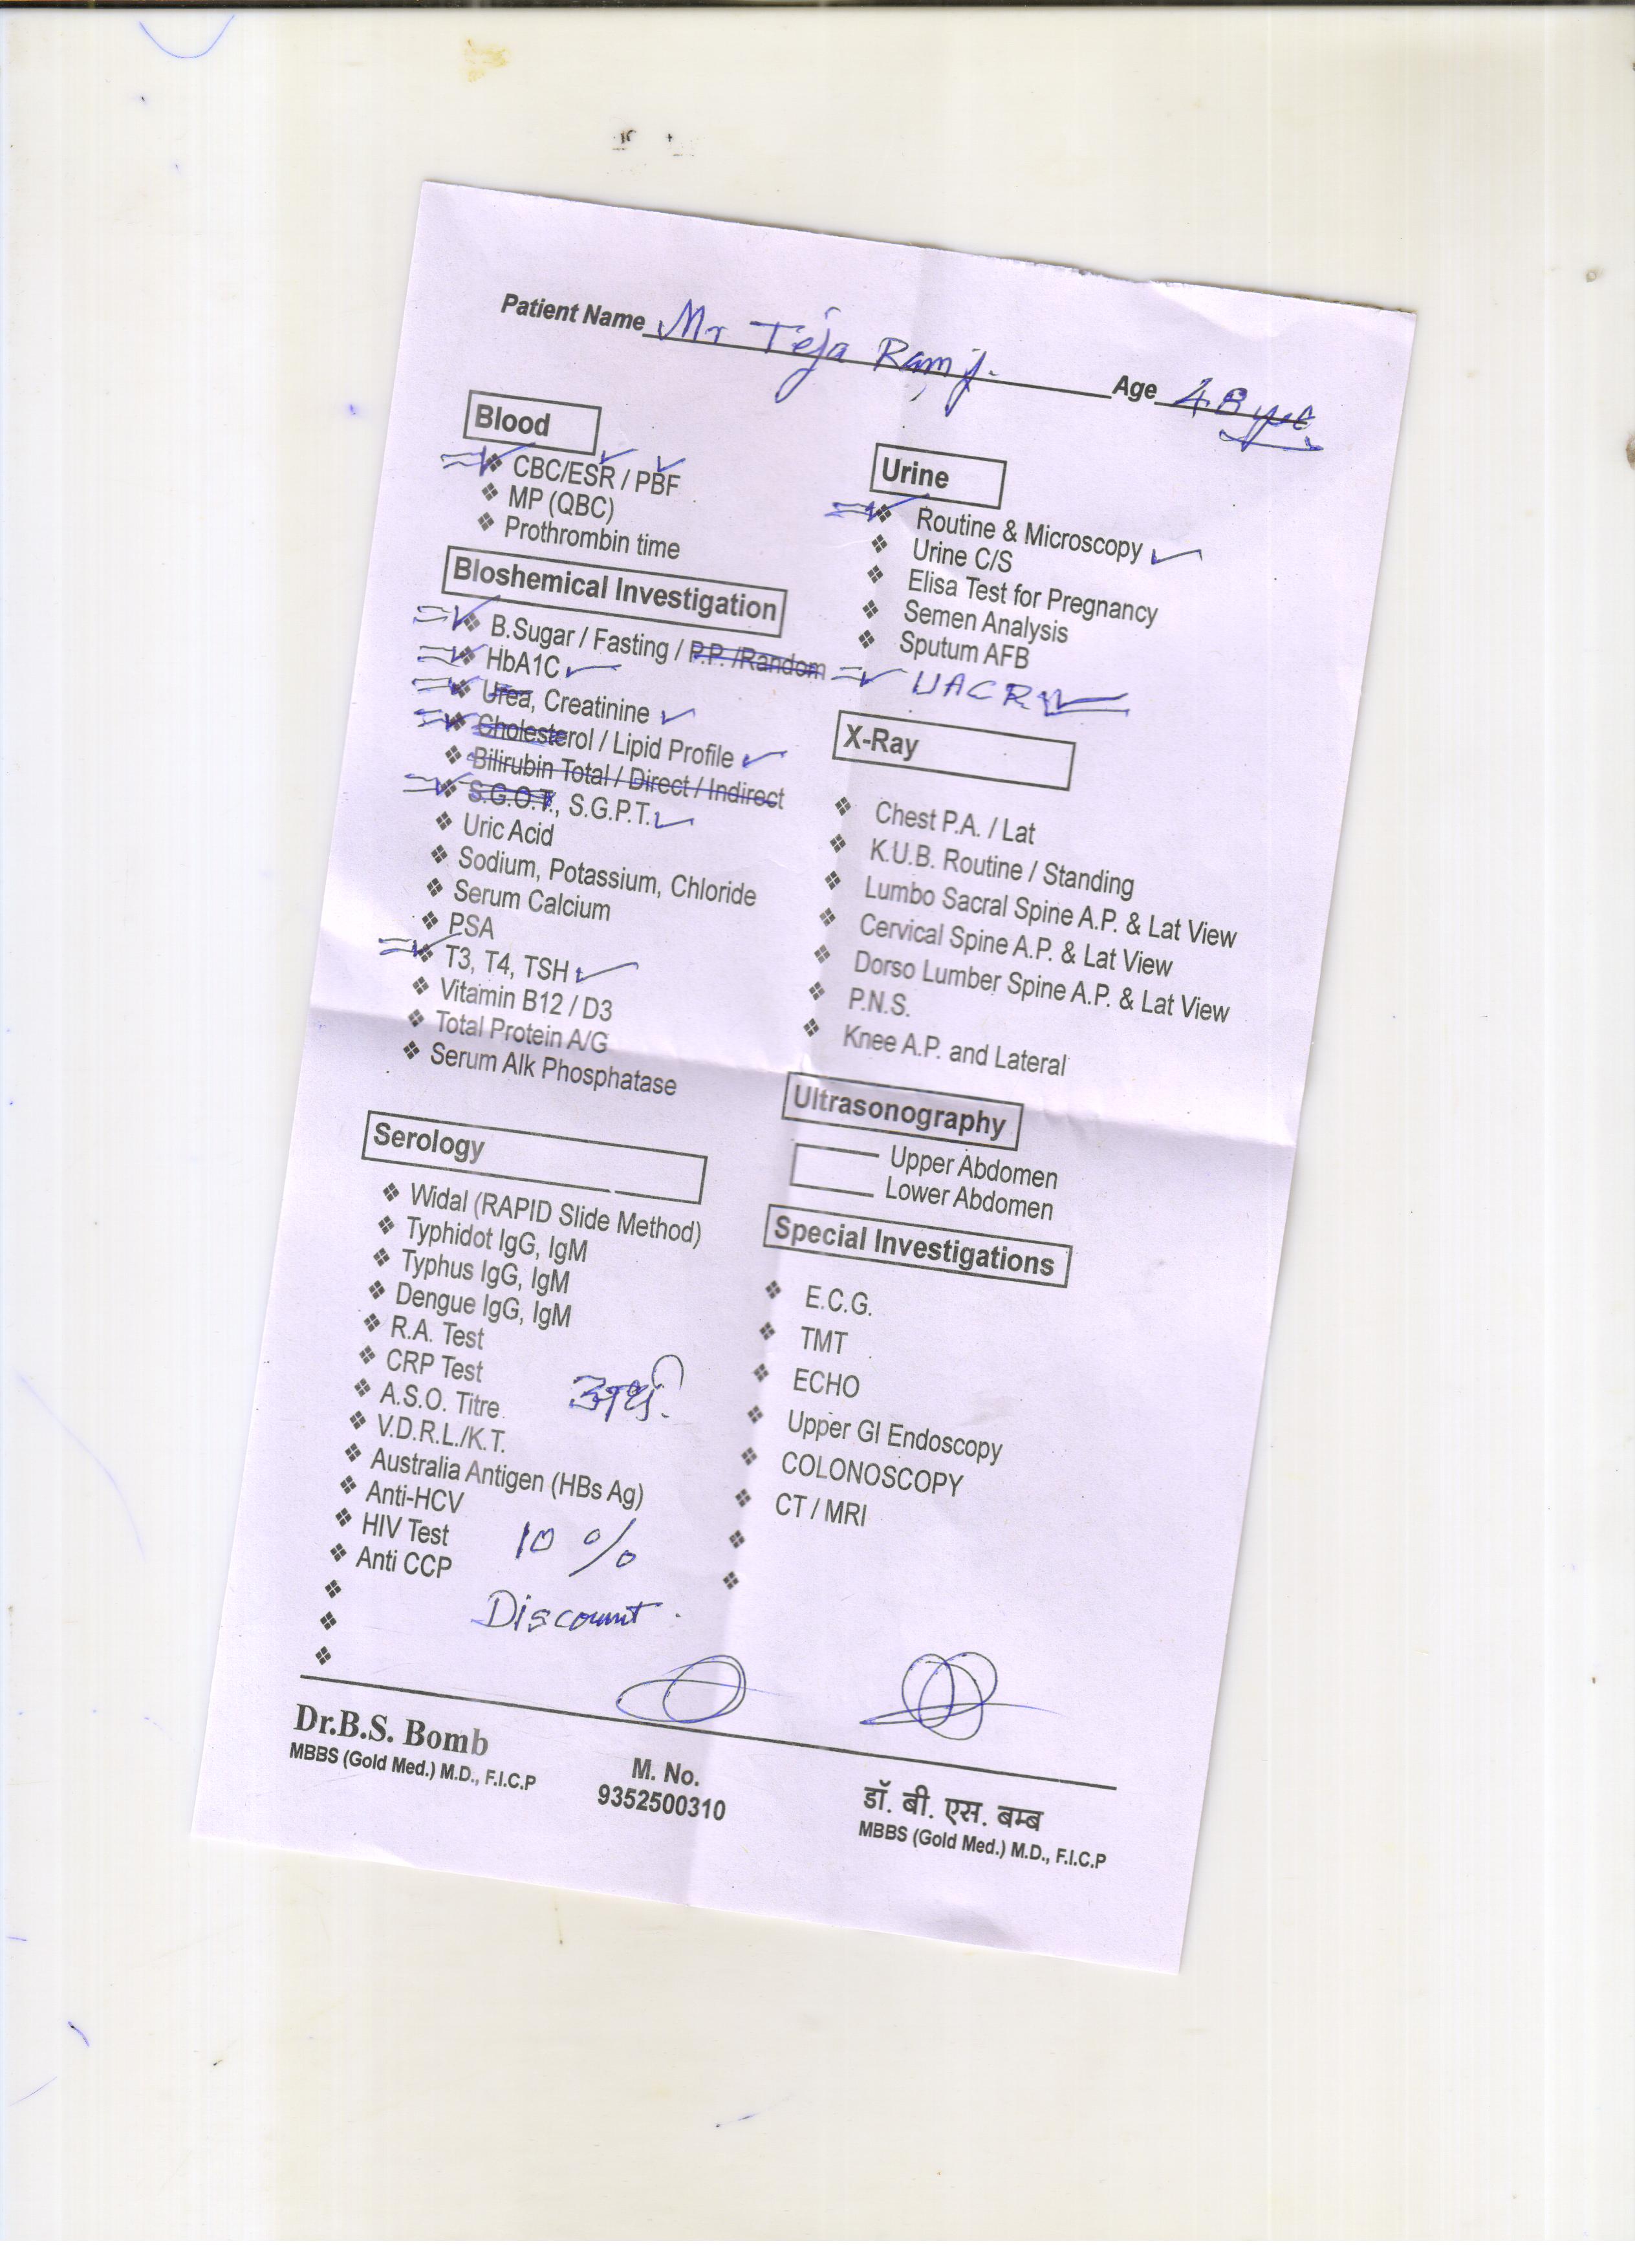 Patient Name Mr Teja Ram ji. Age 48 yrs
Blood
CBC/ESR / PBF
MP (QBC)
Prothrombin time
Bloshemical Investigation
B.Sugar / Fasting / P.P. /Random
HbA1C
Urea, Creatinine
Cholesterol / Lipid Profile
Bilirubin Total / Direct / Indirect
S.G.O.T., S.G.P.T.
Uric Acid
Sodium, Potassium, Chloride
Serum Calcium
PSA
T3, T4, TSH
Vitamin B12 / D3
Total Protein A/G
Serum Alk Phosphatase
Serology
Widal (RAPID Slide Method)
Typhidot IgG, IgM
Typhus IgG, IgM
Dengue IgG, IgM
R.A. Test
CRP Test
A.S.O. Titre
V.D.R.L./K.T.
Australia Antigen (HBs Ag)
Anti-HCV
HIV Test
Anti CCP
10 %
Discount.
Urine
Routine & Microscopy
Urine C/S
Elisa Test for Pregnancy
Semen Analysis
Sputum AFB
UACR
X-Ray
Chest P.A. / Lat
K.U.B. Routine / Standing
Lumbo Sacral Spine A.P. & Lat View
Cervical Spine A.P. & Lat View
Dorso Lumber Spine A.P. & Lat View
P.N.S.
Knee A.P. and Lateral
Ultrasonography
Upper Abdomen
Lower Abdomen
Special Investigations
E.C.G.
TMT
ECHO
Upper GI Endoscopy
COLONOSCOPY
CT / MRI
Dr.B.S. Bomb
MBBS (Gold Med.) M.D., F.I.C.P
M. No.
9352500310
डॉ. बी. एस. बम्ब
MBBS (Gold Med.) M.D., F.I.C.P